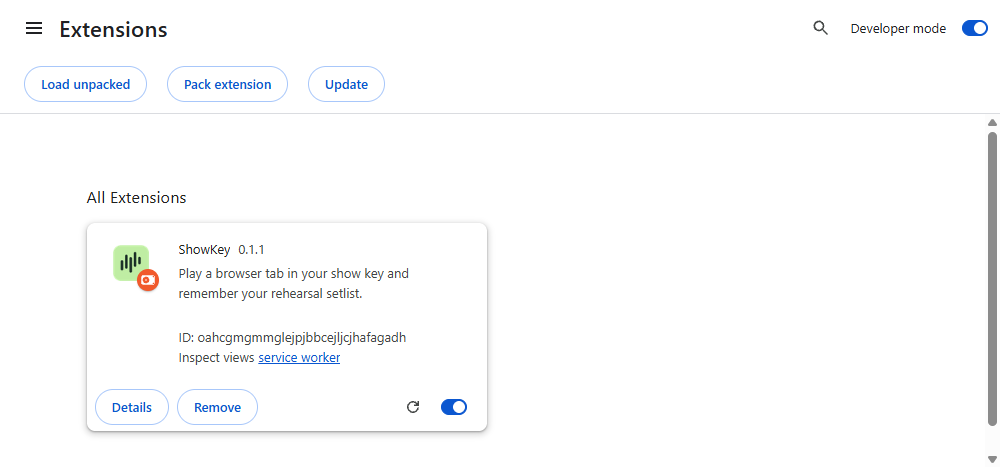 Extensions
Developer mode
Load unpacked
Pack extension
Update
All Extensions
ShowKey 0.1.1
Play a browser tab in your show key and
remember your rehearsal setlist.
ID: oahcgmgmmglejpjbbcejljcjhafagadh
Inspect views service worker
Details
Remove